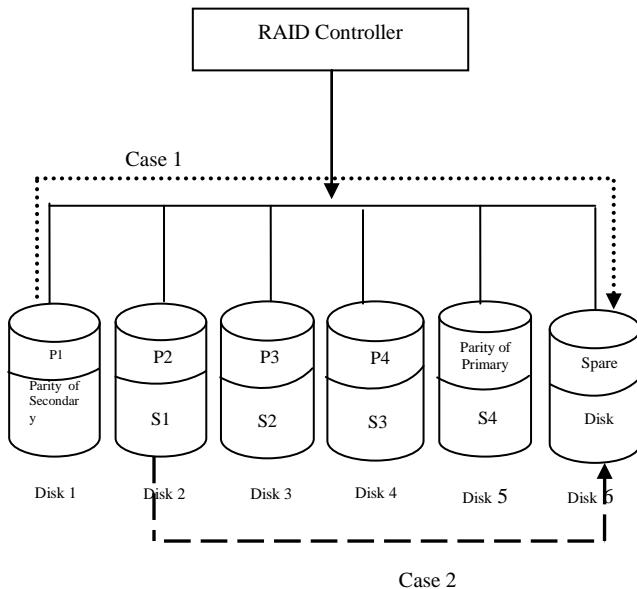 RAID Controller
Case 1
P1
P2
P3
P4
Parity of
Primary
Spare
Parity of
Secondar
y
S1
S2
S3
S4
Disk
Disk 1
Disk 2
Disk 3
Disk 4
Disk 5
Disk 6
Case 2